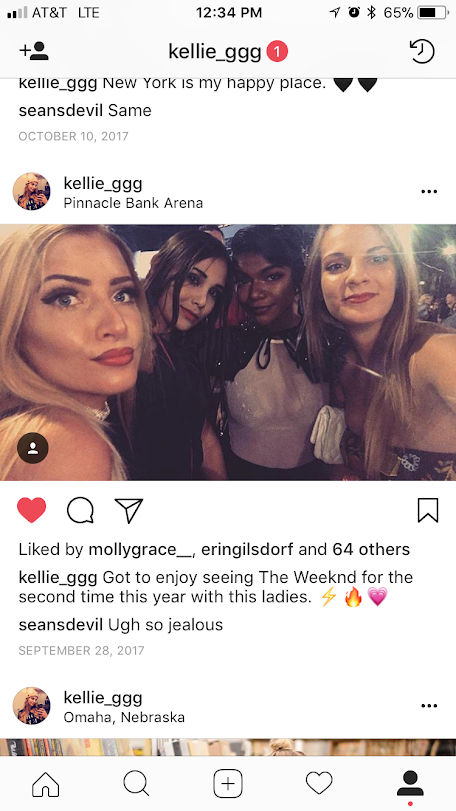 AT&T LTE 12:34 PM 65%
kellie_ggg 1
kellie_ggg New York is my happy place. 🖤🖤
seansdevil Same
OCTOBER 10, 2017
kellie_ggg
Pinnacle Bank Arena
Liked by mollygrace__, eringilsdorf and 64 others
kellie_ggg Got to enjoy seeing The Weeknd for the
second time this year with this ladies. ⚡🔥💗
seansdevil Ugh so jealous
SEPTEMBER 28, 2017
kellie_ggg
Omaha, Nebraska